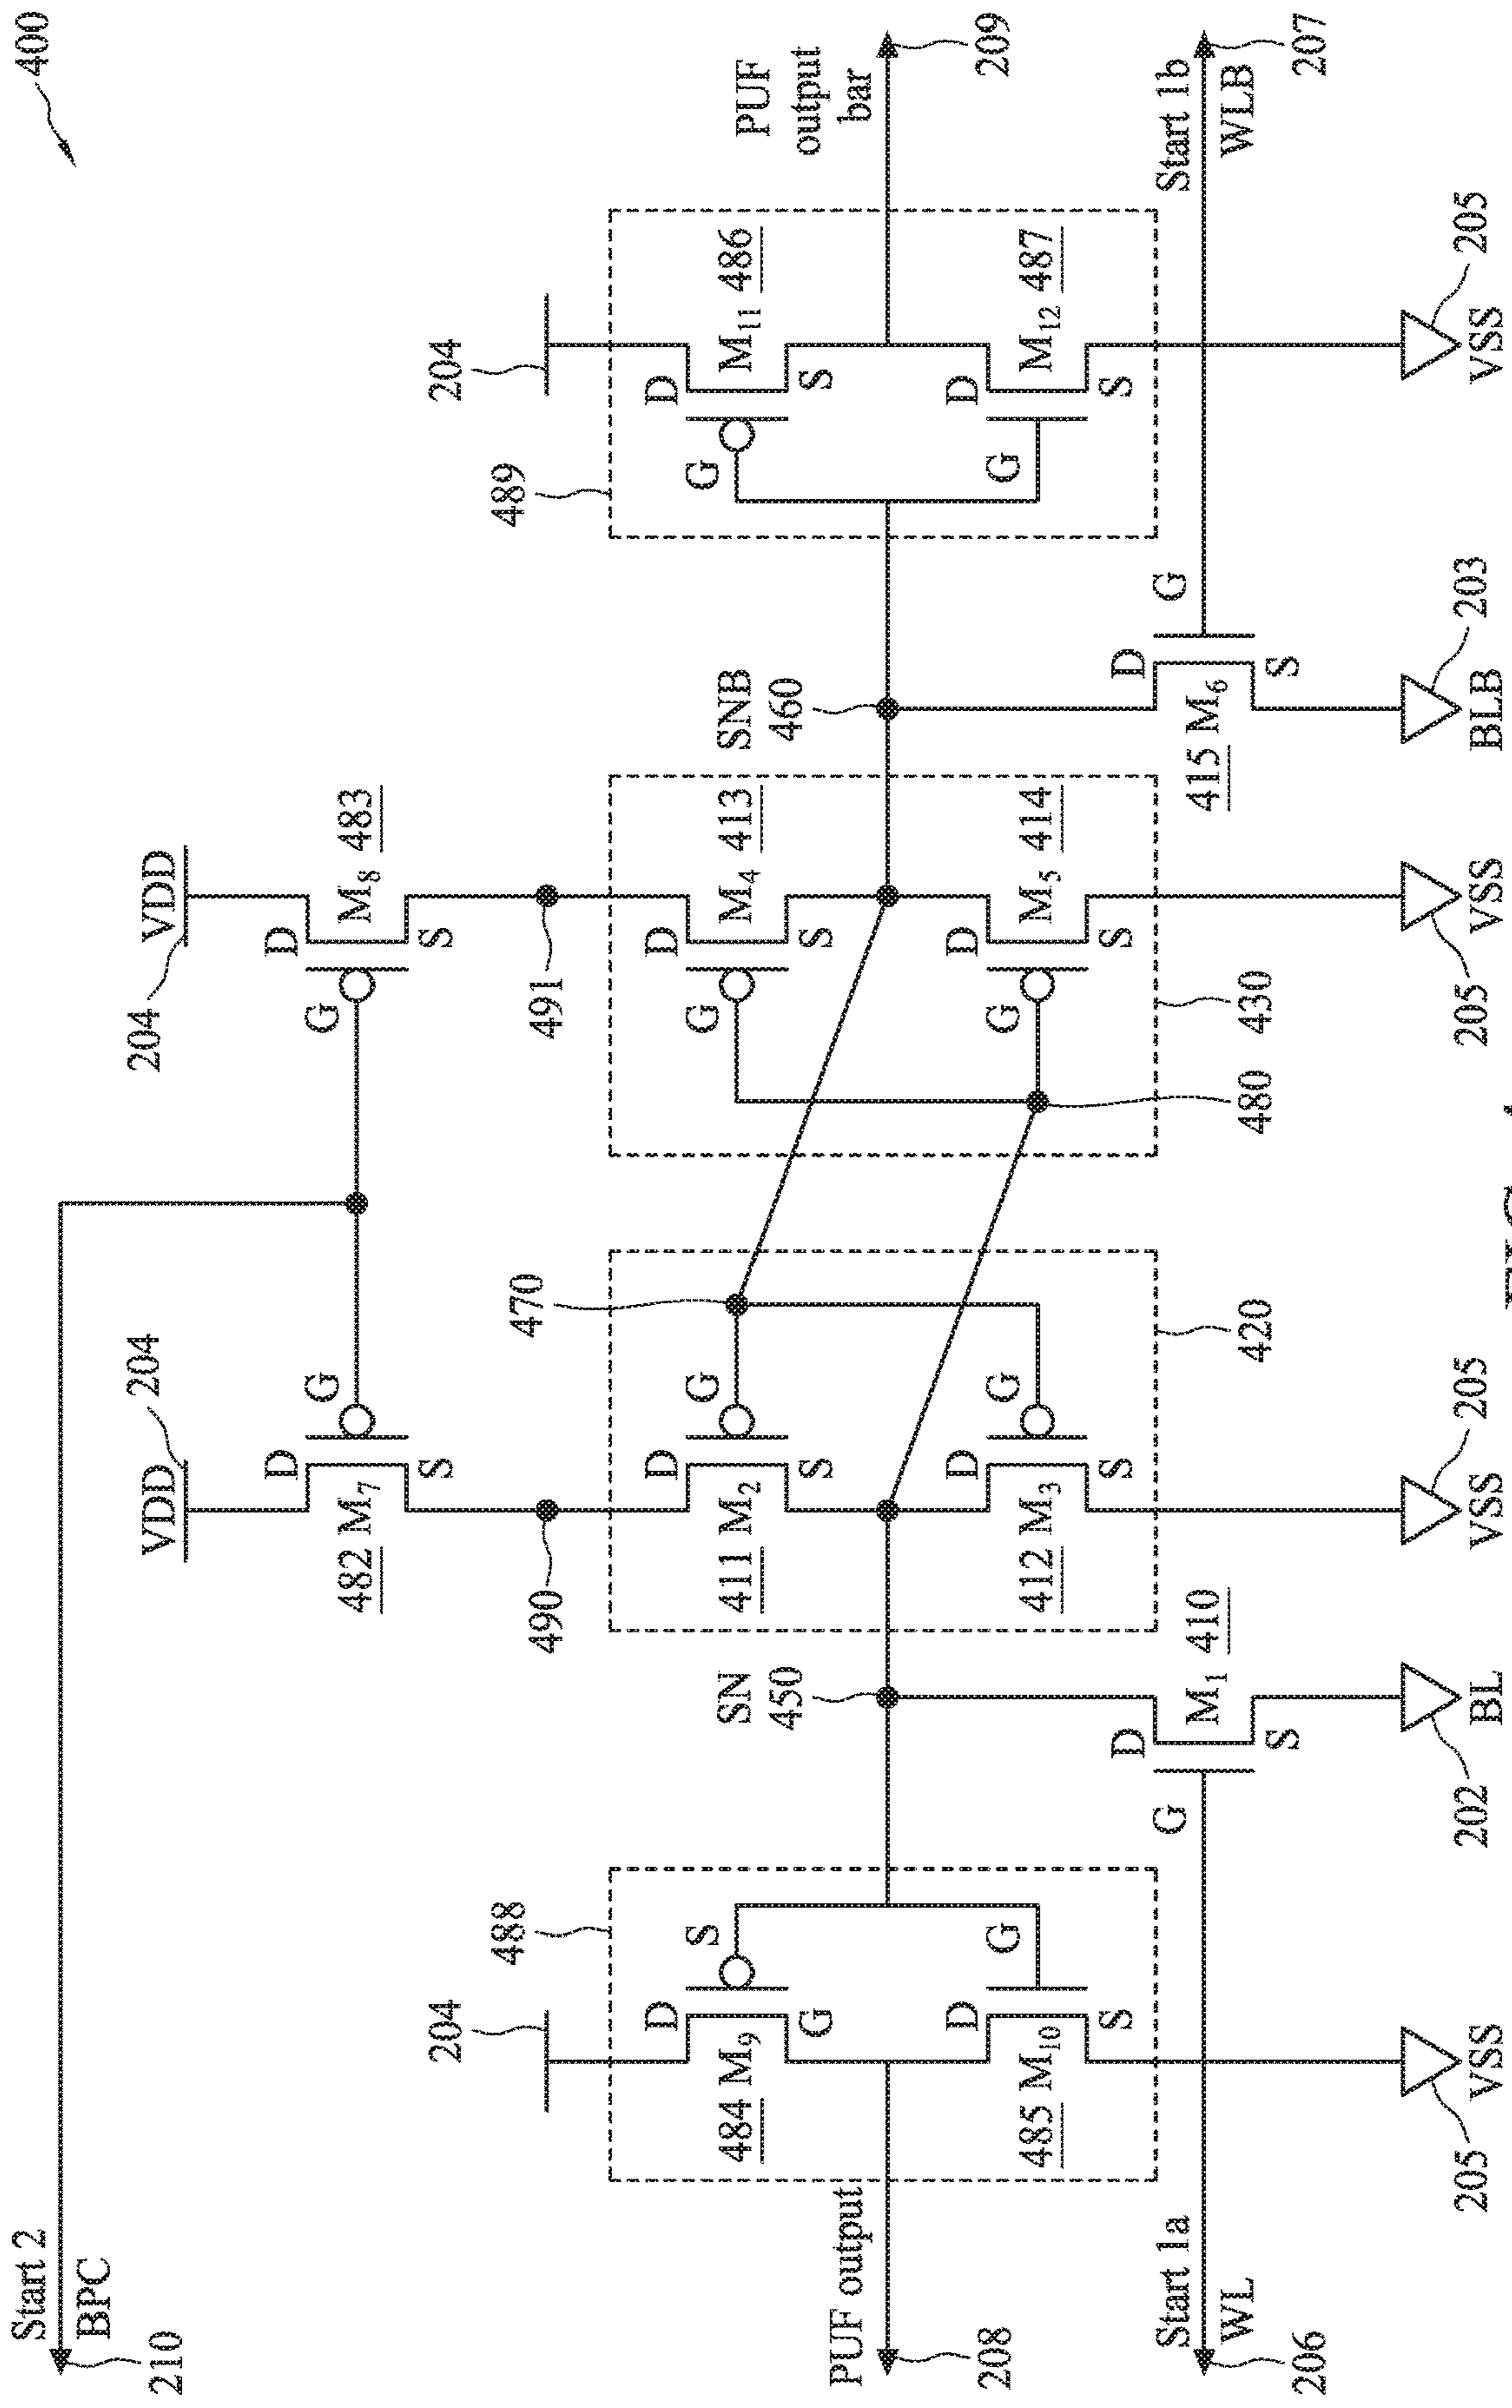 400
Start 2
BPC
210
VDD
204
VDD
204
482 M7
D
G
S
M8 483
D
G
S
490
491
204
488
484 M9
D
S
G
485 M10
D
G
S
SN
450
470
411 M2
D
G
S
412 M3
D
G
S
420
M4 413
D
G
S
M5 414
D
G
S
480
430
SNB
460
204
489
M11 486
D
G
S
M12 487
D
G
S
PUF output
208
PUF
output
bar
209
Start 1a
WL
206
G
D
M1 410
S
D
G
415 M6
S
Start 1b
WLB
207
205
VSS
202
BL
205
VSS
205
VSS
203
BLB
205
VSS